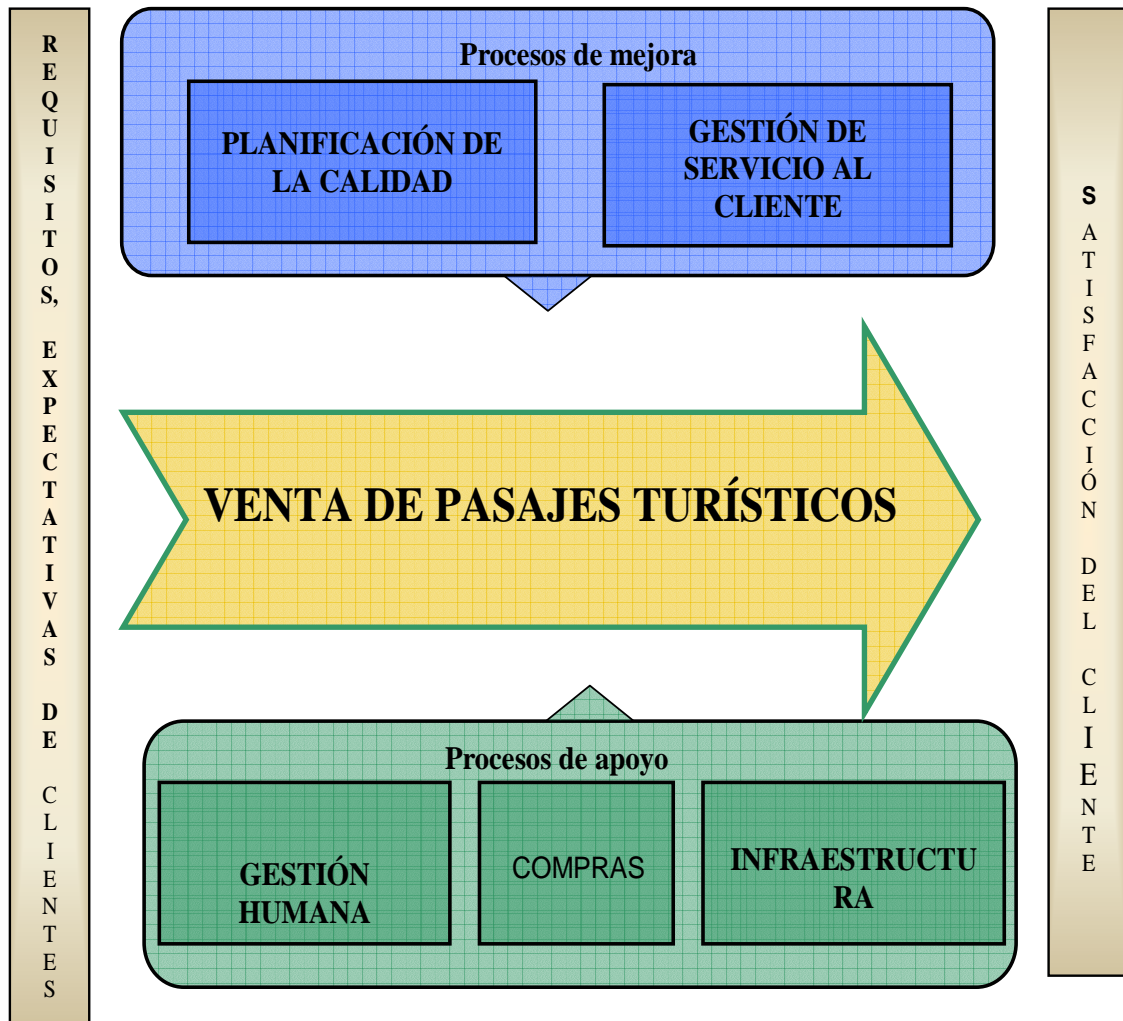 REQUISITOS, EXPECTATIVAS DE CLIENTES
Procesos de mejora
PLANIFICACIÓN DE
LA CALIDAD
GESTIÓN DE
SERVICIO AL
CLIENTE
VENTA DE PASAJES TURÍSTICOS
Procesos de apoyo
GESTIÓN
HUMANA
COMPRAS
INFRAESTRUCTU
RA
SATISFACCIÓN DEL CLIENTE